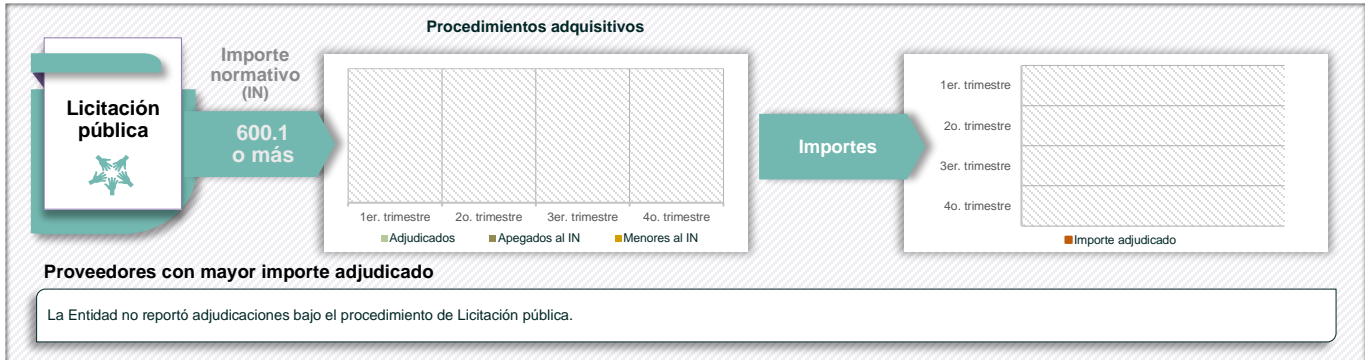 Procedimientos adquisitivos
Licitación
pública
Importe
normativo
(IN)
600.1
o más
1er. trimestre 2o. trimestre 3er. trimestre 4o. trimestre
Adjudicados Apegados al IN Menores al IN
Importes
1er. trimestre
2o. trimestre
3er. trimestre
4o. trimestre
Importe adjudicado
Proveedores con mayor importe adjudicado
La Entidad no reportó adjudicaciones bajo el procedimiento de Licitación pública.